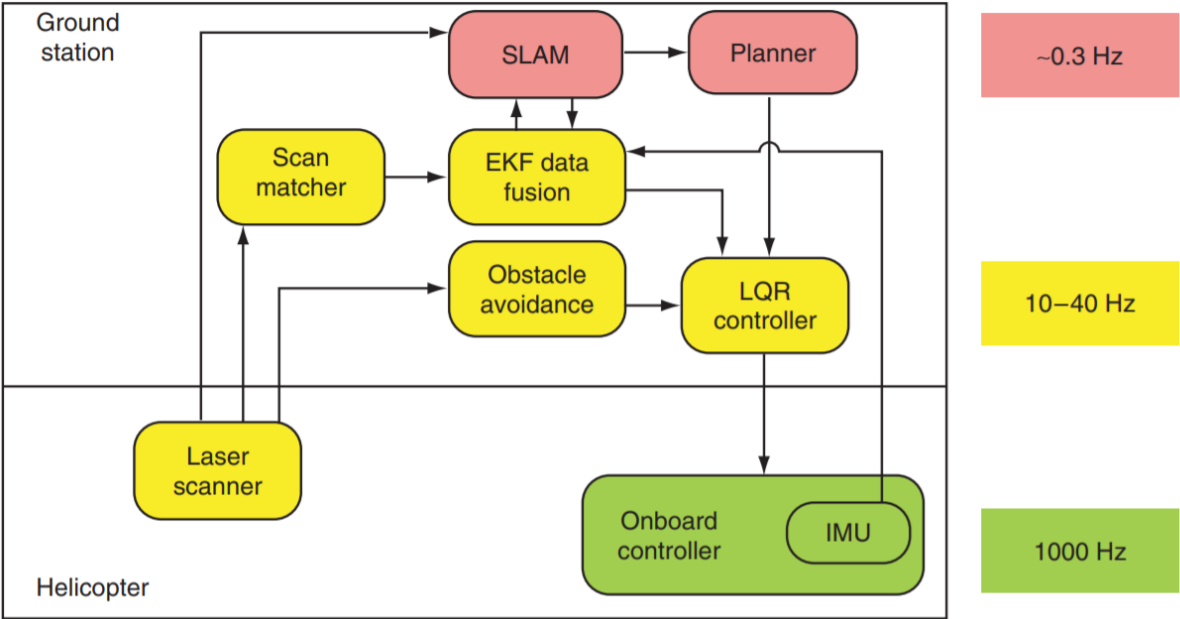 Ground
station
SLAM
Planner
~0.3 Hz
Scan
matcher
EKF data
fusion
Obstacle
avoidance
LQR
controller
10–40 Hz
Laser
scanner
Onboard
controller
IMU
1000 Hz
Helicopter